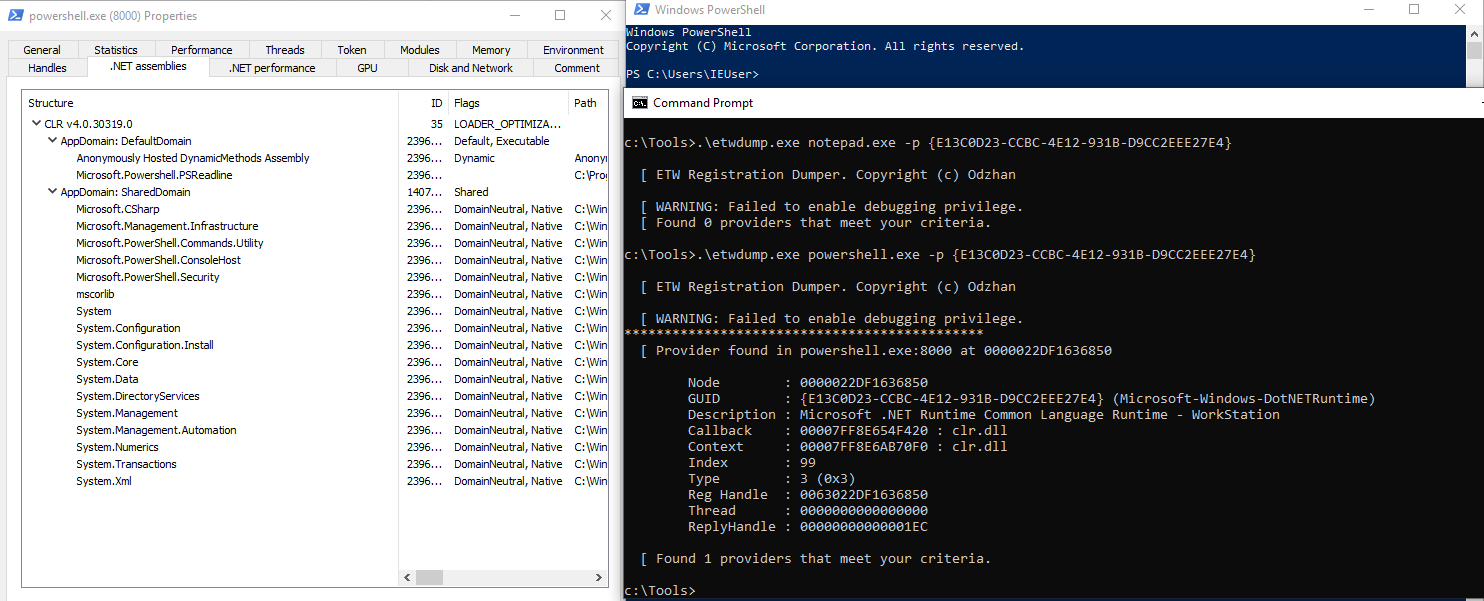 powershell.exe (8000) Properties
General Statistics Performance Threads Token Modules Memory Environment
Handles .NET assemblies .NET performance GPU Disk and Network Comment
Structure ID Flags Path
CLR v4.0.30319.0 35 LOADER_OPTIMIZA...
AppDomain: DefaultDomain 2396... Default, Executable
Anonymously Hosted DynamicMethods Assembly 2396... Dynamic Anony
Microsoft.Powershell.PSReadline 2396... C:\Pro
AppDomain: SharedDomain 1407... Shared
Microsoft.CSharp 2396... DomainNeutral, Native C:\Win
Microsoft.Management.Infrastructure 2396... DomainNeutral, Native C:\Win
Microsoft.PowerShell.Commands.Utility 2396... DomainNeutral, Native C:\Win
Microsoft.PowerShell.ConsoleHost 2396... DomainNeutral, Native C:\Win
Microsoft.PowerShell.Security 2396... DomainNeutral, Native C:\Win
mscorlib 2396... DomainNeutral, Native C:\Win
System 2396... DomainNeutral, Native C:\Win
System.Configuration 2396... DomainNeutral, Native C:\Win
System.Configuration.Install 2396... DomainNeutral, Native C:\Win
System.Core 2396... DomainNeutral, Native C:\Win
System.Data 2396... DomainNeutral, Native C:\Win
System.DirectoryServices 2396... DomainNeutral, Native C:\Win
System.Management 2396... DomainNeutral, Native C:\Win
System.Management.Automation 2396... DomainNeutral, Native C:\Win
System.Numerics 2396... DomainNeutral, Native C:\Win
System.Transactions 2396... DomainNeutral, Native C:\Win
System.Xml 2396... DomainNeutral, Native C:\Win
Windows PowerShell
Windows PowerShell
Copyright (C) Microsoft Corporation. All rights reserved.
PS C:\Users\IEUser>
Command Prompt
c:\Tools>.\etwdump.exe notepad.exe -p {E13C0D23-CCBC-4E12-931B-D9CC2EEE27E4}
[ ETW Registration Dumper. Copyright (c) Odzhan
[ WARNING: Failed to enable debugging privilege.
[ Found 0 providers that meet your criteria.
c:\Tools>.\etwdump.exe powershell.exe -p {E13C0D23-CCBC-4E12-931B-D9CC2EEE27E4}
[ ETW Registration Dumper. Copyright (c) Odzhan
[ WARNING: Failed to enable debugging privilege.
*********************************************
[ Provider found in powershell.exe:8000 at 0000022DF1636850
Node : 0000022DF1636850
GUID : {E13C0D23-CCBC-4E12-931B-D9CC2EEE27E4} (Microsoft-Windows-DotNETRuntime)
Description : Microsoft .NET Runtime Common Language Runtime - WorkStation
Callback : 00007FF8E654F420 : clr.dll
Context : 00007FF8E6AB70F0 : clr.dll
Index : 99
Type : 3 (0x3)
Reg Handle : 0063022DF1636850
Thread : 0000000000000000
ReplyHandle : 00000000000001EC
[ Found 1 providers that meet your criteria.
c:\Tools>